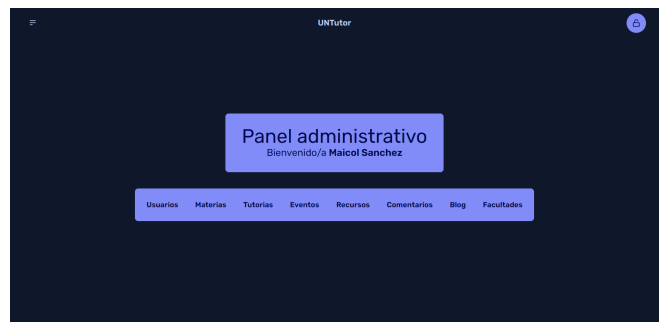 UNTutor
Panel administrativo
Bienvenido/a Maicol Sanchez
Usuarios Materias Tutorias Eventos Recursos Comentarios Blog Facultades